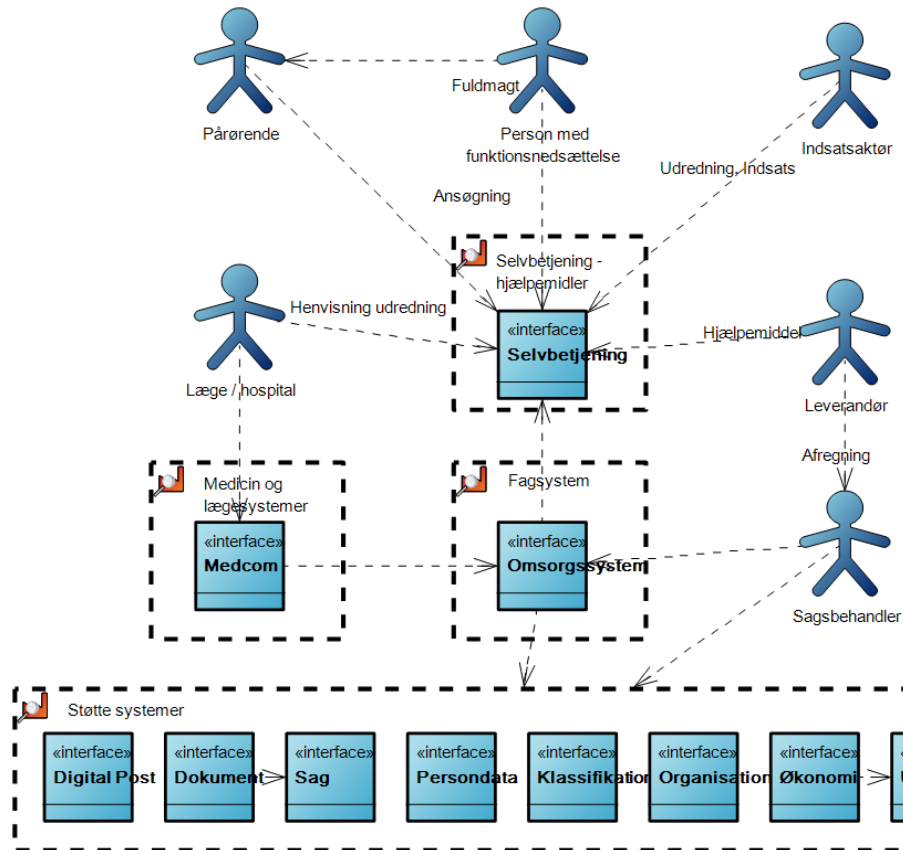 Fuldmagt
Pårørende
Person med
funktionsnedsættelse
Indsatsaktør
Udredning, Indsats
Ansøgning
Selvbetjening -
hjælpemidler
Henvisning udredning
«interface»
Selvbetjening
Hjælpemiddel
Læge / hospital
Leverandør
Afregning
Medicin og
lægesystemer
Fagsystem
«interface»
Medcom
«interface»
Omsorgssystem
Sagsbehandler
Støtte systemer
«interface»
Digital Post
«interface»
Dokument
«interface»
Sag
«interface»
Persondata
«interface»
Klassifikation
«interface»
Organisation
«interface»
Økonomi